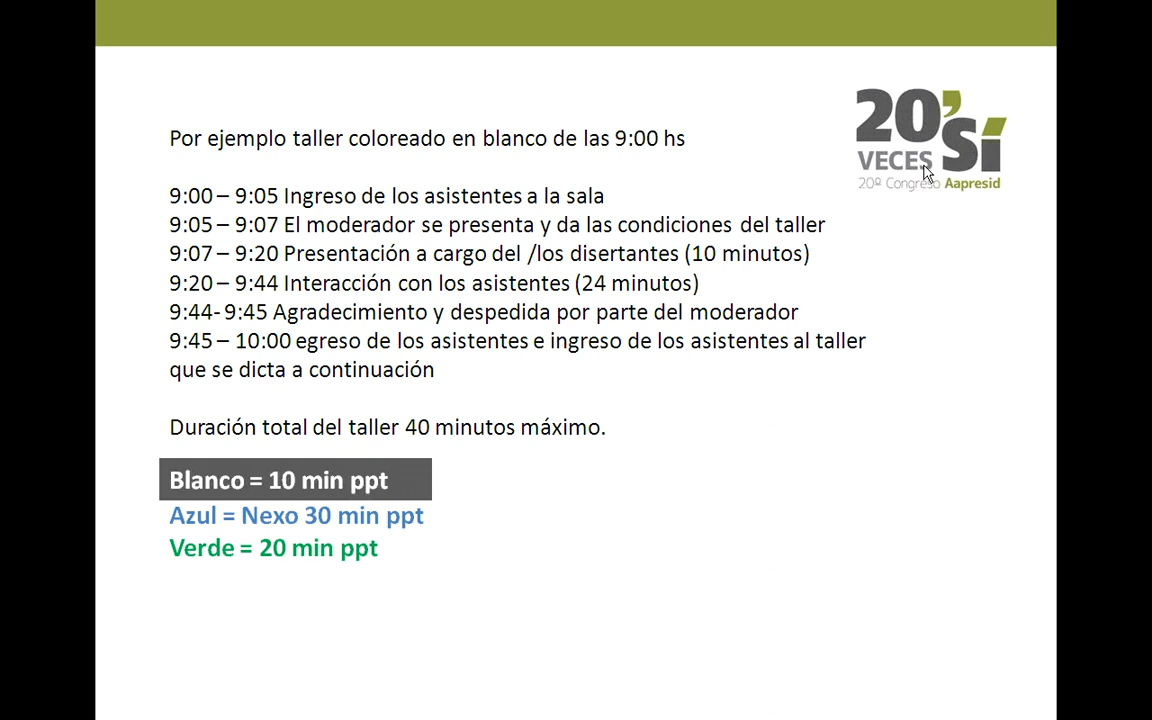 20' Sí
VECES
20º Congreso Aapresid
Por ejemplo taller coloreado en blanco de las 9:00 hs
9:00 – 9:05 Ingreso de los asistentes a la sala
9:05 – 9:07 El moderador se presenta y da las condiciones del taller
9:07 – 9:20 Presentación a cargo del /los disertantes (10 minutos)
9:20 – 9:44 Interacción con los asistentes (24 minutos)
9:44- 9:45 Agradecimiento y despedida por parte del moderador
9:45 – 10:00 egreso de los asistentes e ingreso de los asistentes al taller
que se dicta a continuación
Duración total del taller 40 minutos máximo.
Blanco = 10 min ppt
Azul = Nexo 30 min ppt
Verde = 20 min ppt